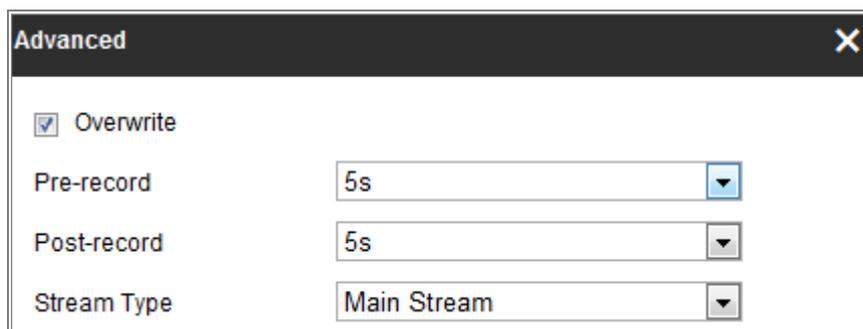 Advanced
Overwrite
Pre-record 5s
Post-record 5s
Stream Type Main Stream